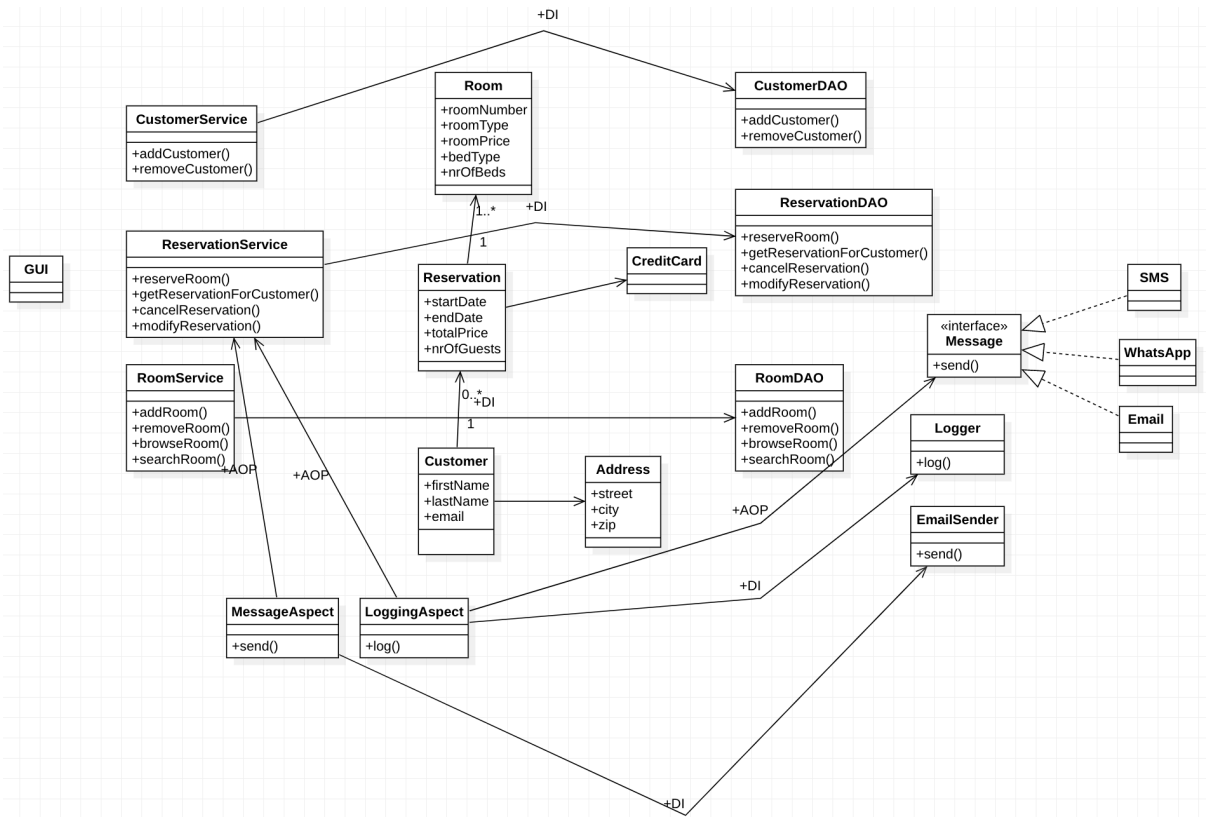 +DI
Room
+roomNumber
+roomType
+roomPrice
+bedType
+nrOfBeds
CustomerDAO
+addCustomer()
+removeCustomer()
CustomerService
+addCustomer()
+removeCustomer()
1..*
+DI
1
ReservationDAO
+reserveRoom()
+getReservationForCustomer()
+cancelReservation()
+modifyReservation()
ReservationService
+reserveRoom()
+getReservationForCustomer()
+cancelReservation()
+modifyReservation()
GUI
Reservation
+startDate
+endDate
+totalPrice
+nrOfGuests
CreditCard
SMS
«interface»
Message
+send()
WhatsApp
Email
RoomService
+addRoom()
+removeRoom()
+browseRoom()
+searchRoom()
0..*
+DI
1
RoomDAO
+addRoom()
+removeRoom()
+browseRoom()
+searchRoom()
Logger
+log()
+AOP
+AOP
Customer
+firstName
+lastName
+email
Address
+street
+city
+zip
+AOP
EmailSender
+send()
+DI
MessageAspect
+send()
LoggingAspect
+log()
+DI